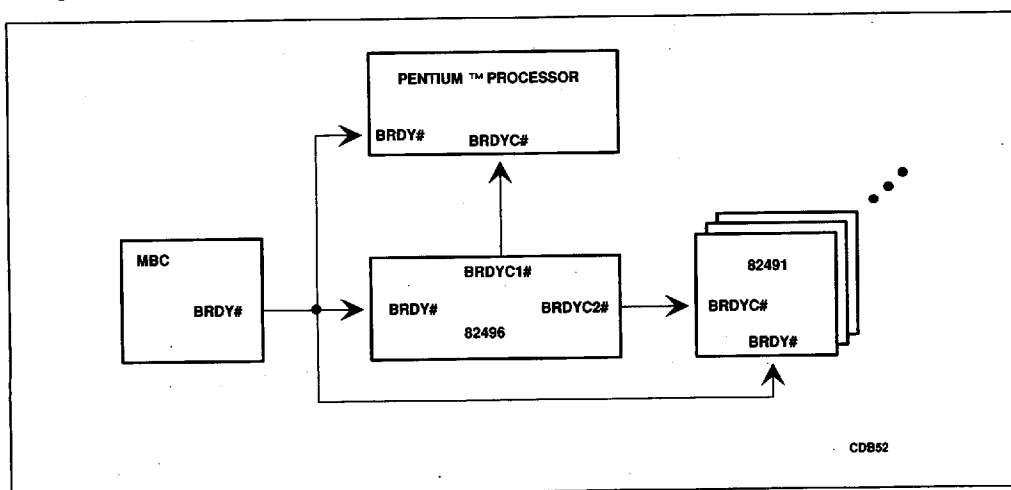 PENTIUM ™ PROCESSOR
BRDY#
BRDYC#
MBC
BRDY#
BRDYC1#
BRDY#
BRDYC2#
82496
82491
BRDYC#
BRDY#
CDB52